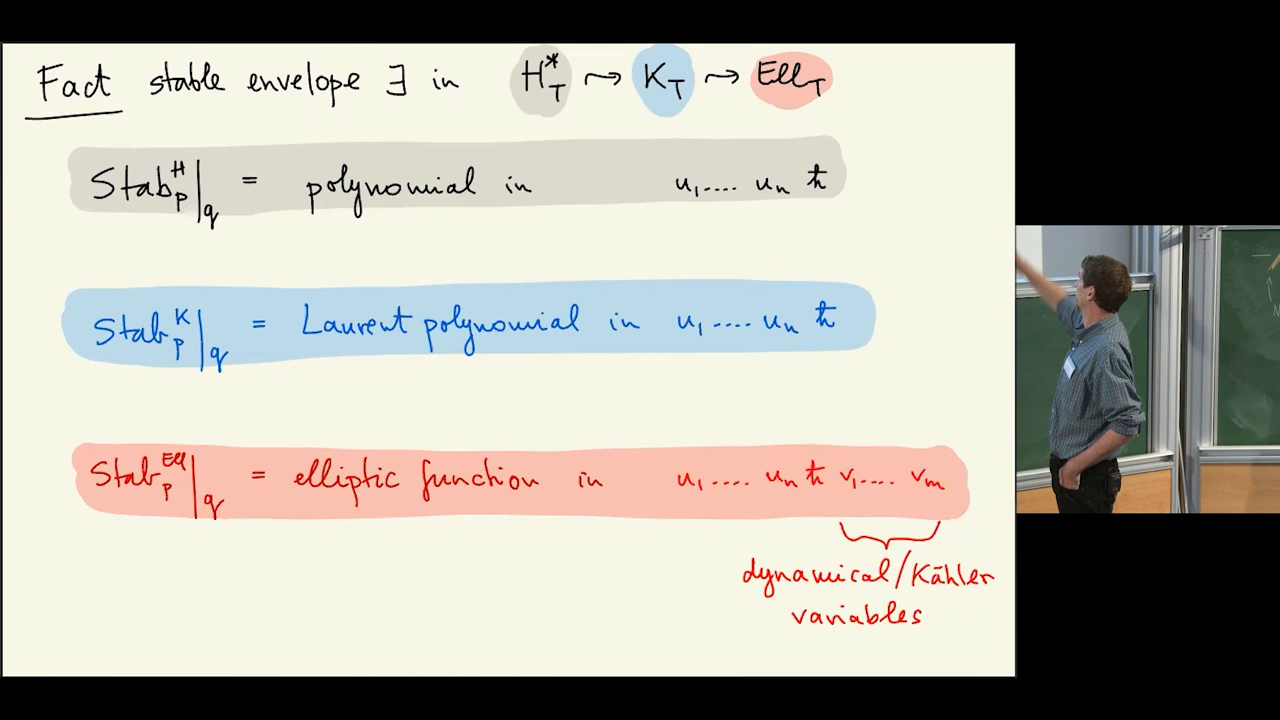 Fact stable envelope ∃ in H*_T ⇝ K_T ⇝ Ell_T
Stab^H_p|_q = polynomial in u_1 .... u_n ħ
Stab^K_p|_q = Laurent polynomial in u_1 .... u_n ħ
Stab^Ell_p|_q = elliptic function in u_1 .... u_n ħ v_1 .... v_m
dynamical/Kähler
variables